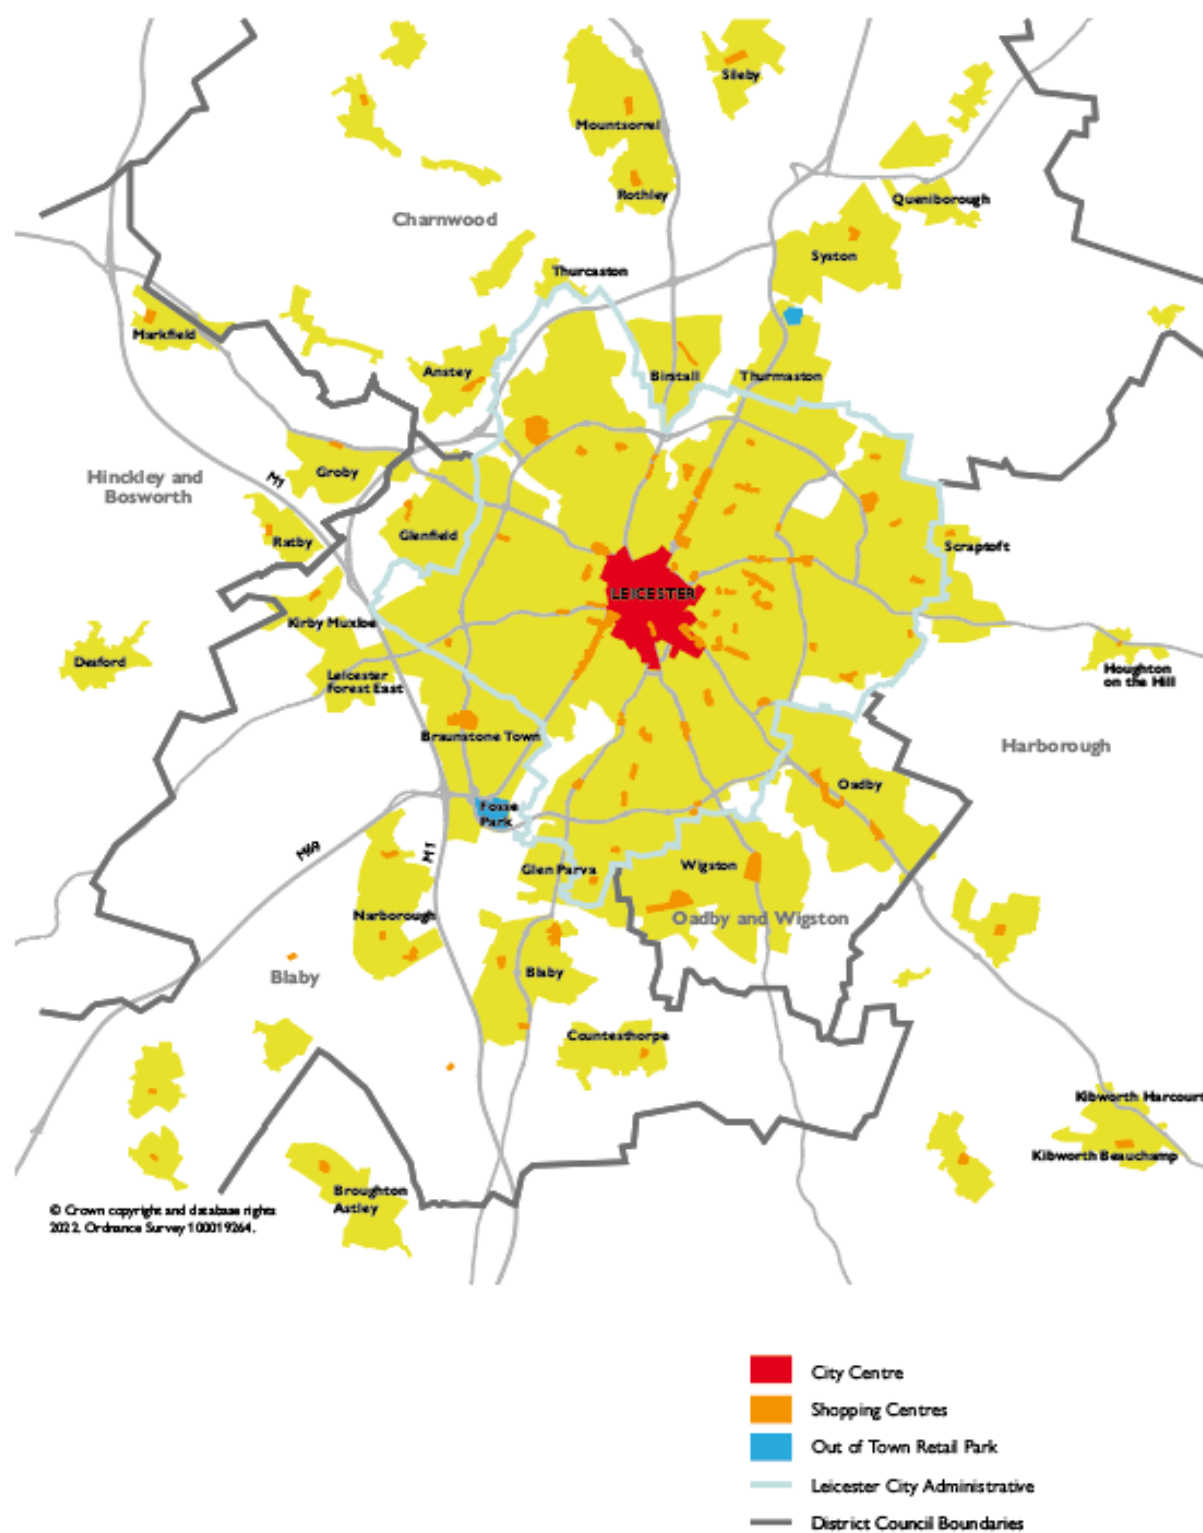 Sileby
Mountsorrel
Rothley
Queniborough
Charnwood
Syston
Thurcaston
Markfield
Anstey
Birstall
Thurmaston
Hinckley and
Bosworth
M1
Groby
Ratby
Glenfield
Scraptoft
LEICESTER
Kirby Muxloe
Desford
Leicester
Forest East
Houghton
on the Hill
Braunstone Town
Harborough
Oadby
Fosse
Park
M69
M1
Glen Parva
Wigston
Narborough
Oadby and Wigston
Blaby
Blaby
Countesthorpe
Kibworth Harcourt
Kibworth Beauchamp
Broughton
Astley
© Crown copyright and database rights
2022. Ordnance Survey 100019264.
City Centre
Shopping Centres
Out of Town Retail Park
Leicester City Administrative
District Council Boundaries